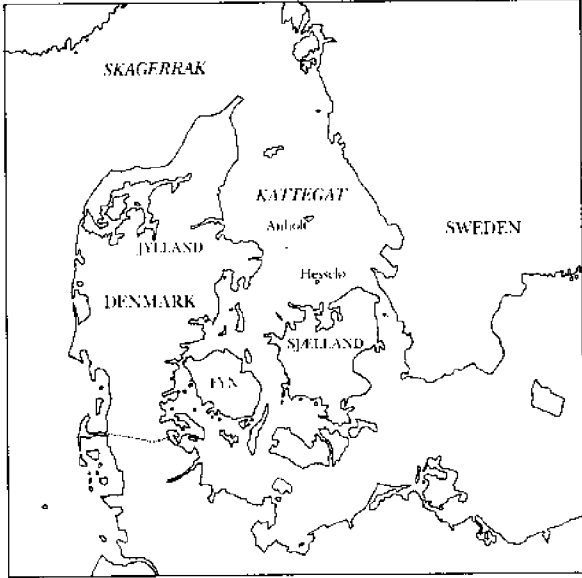 SKAGERRAK
KATTEGAT
Anholt
SWEDEN
JYLLAND
Hesselø
DENMARK
SJÆLLAND
FYN